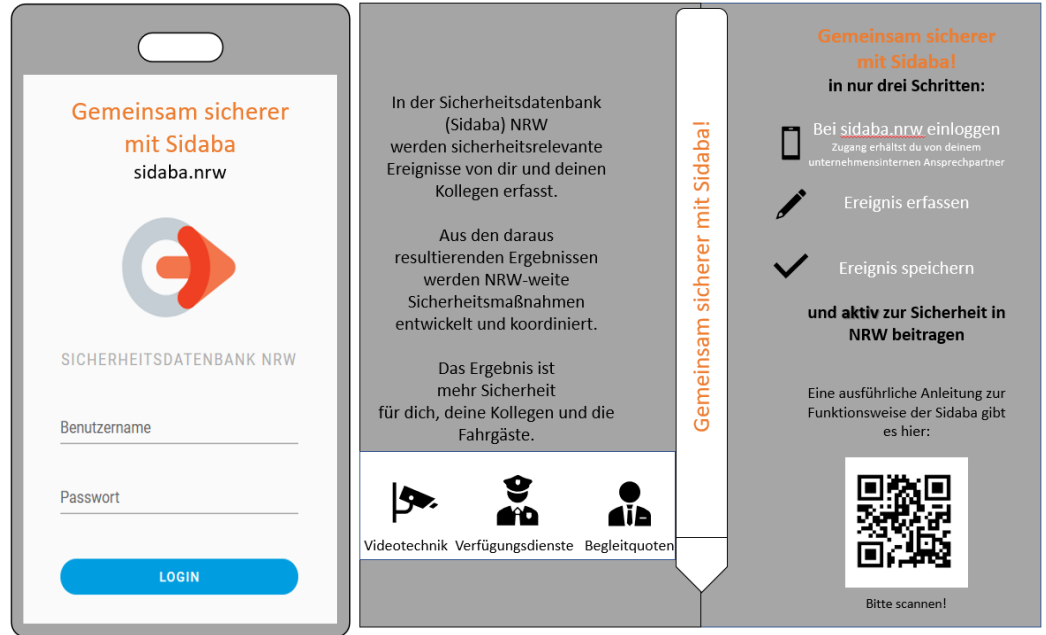 Gemeinsam sicherer
mit Sidaba
sidaba.nrw
SICHERHEITSDATENBANK NRW
Benutzername
Passwort
LOGIN
In der Sicherheitsdatenbank
(Sidaba) NRW
werden sicherheitsrelevante
Ereignisse von dir und deinen
Kollegen erfasst.
Aus den daraus
resultierenden Ergebnissen
werden NRW-weite
Sicherheitsmaßnahmen
entwickelt und koordiniert.
Das Ergebnis ist
mehr Sicherheit
für dich, deine Kollegen und die
Fahrgäste.
Videotechnik Verfügungsdienste Begleitquoten
Gemeinsam sicherer mit Sidaba!
Gemeinsam sicherer
mit Sidaba!
in nur drei Schritten:
Bei sidaba.nrw einloggen
Zugang erhältst du von deinem
unternehmensinternen Ansprechpartner
Ereignis erfassen
Ereignis speichern
und aktiv zur Sicherheit in
NRW beitragen
Eine ausführliche Anleitung zur
Funktionsweise der Sidaba gibt
es hier:
Bitte scannen!